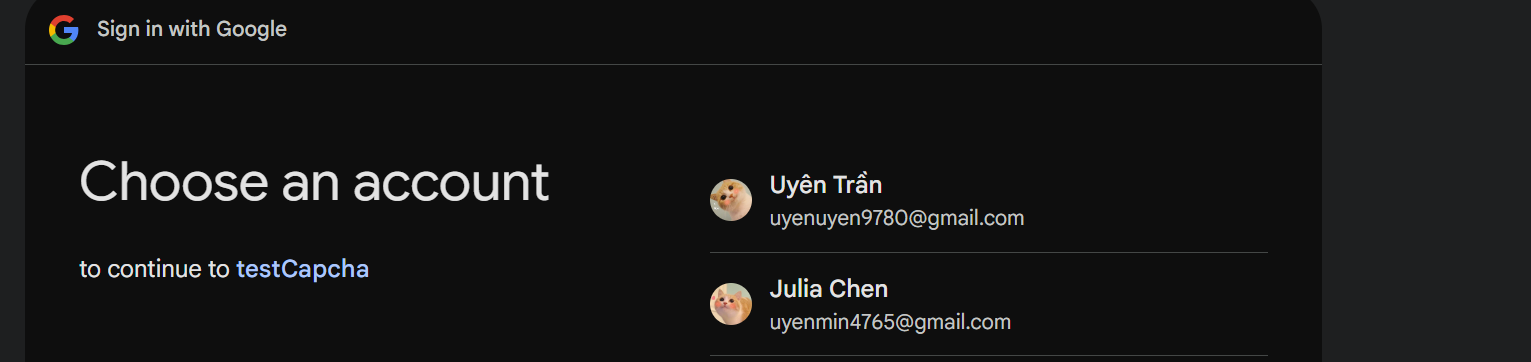 Sign in with Google
Choose an account
to continue to testCapcha
Uyên Trần
uyenuyen9780@gmail.com
Julia Chen
uyenmin4765@gmail.com